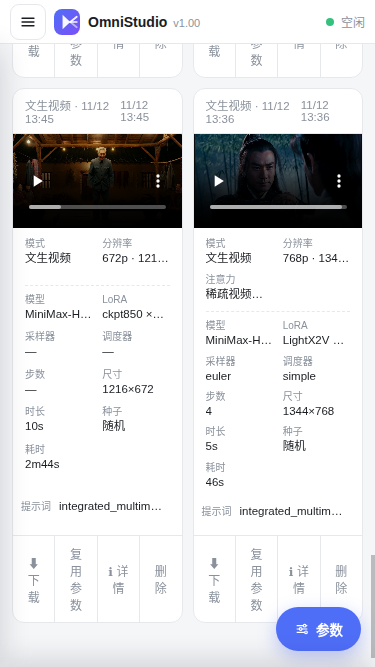 OmniStudio v1.00
空闲
载 参 情 除
数
载 参 情 除
数
文生视频 · 11/12 13:45
11/12 13:45
模式
文生视频
分辨率
672p · 121…
模型
MiniMax-H…
LoRA
ckpt850 ×…
采样器
—
调度器
—
步数
—
尺寸
1216×672
时长
10s
种子
随机
耗时
2m44s
提示词 integrated_multim…
⬇ 下载
复用参数
ℹ 详情
删除
文生视频 · 11/12 13:36
11/12 13:36
模式
文生视频
分辨率
768p · 134…
注意力
稀疏视频…
模型
MiniMax-H…
LoRA
LightX2V …
采样器
euler
调度器
simple
步数
4
尺寸
1344×768
时长
5s
种子
随机
耗时
46s
提示词 integrated_multim…
⬇ 下载
复用参数
ℹ 详情
删除
参数